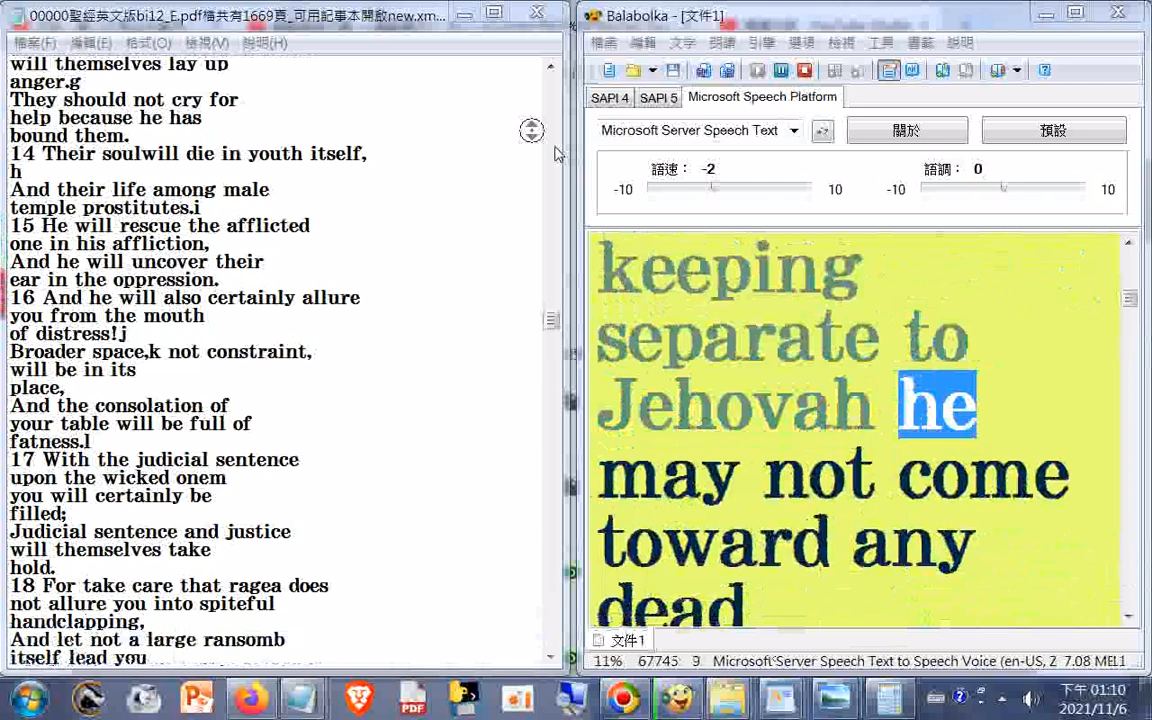 00000聖經英文版bi12_E.pdf檔共有1669頁_可用記事本開啟new.xm...
檔案(F) 編輯(E) 格式(O) 檢視(V) 說明(H)
will themselves lay up
anger.g
They should not cry for
help because he has
bound them.
14 Their soulwill die in youth itself,
h
And their life among male
temple prostitutes.i
15 He will rescue the afflicted
one in his affliction,
And he will uncover their
ear in the oppression.
16 And he will also certainly allure
you from the mouth
of distress!j
Broader space,k not constraint,
will be in its
place,
And the consolation of
your table will be full of
fatness.l
17 With the judicial sentence
upon the wicked onem
you will certainly be
filled;
Judicial sentence and justice
will themselves take
hold.
18 For take care that ragea does
not allure you into spiteful
handclapping,
And let not a large ransomb
itself lead you
Balabolka - [文件1]
檔案 編輯 文字 朗讀 引擎 選項 檢視 工具 書籤 說明
SAPI 4 SAPI 5 Microsoft Speech Platform
Microsoft Server Speech Text 關於 預設
語速： -2 語調： 0
-10 10 -10 10
keeping
separate to
Jehovah he
may not come
toward any
dead
文件1
11% 67745: 9 Microsoft Server Speech Text to Speech Voice (en-US, Z 7.08 MEL1
PDF
下午 01:10
2021/11/6